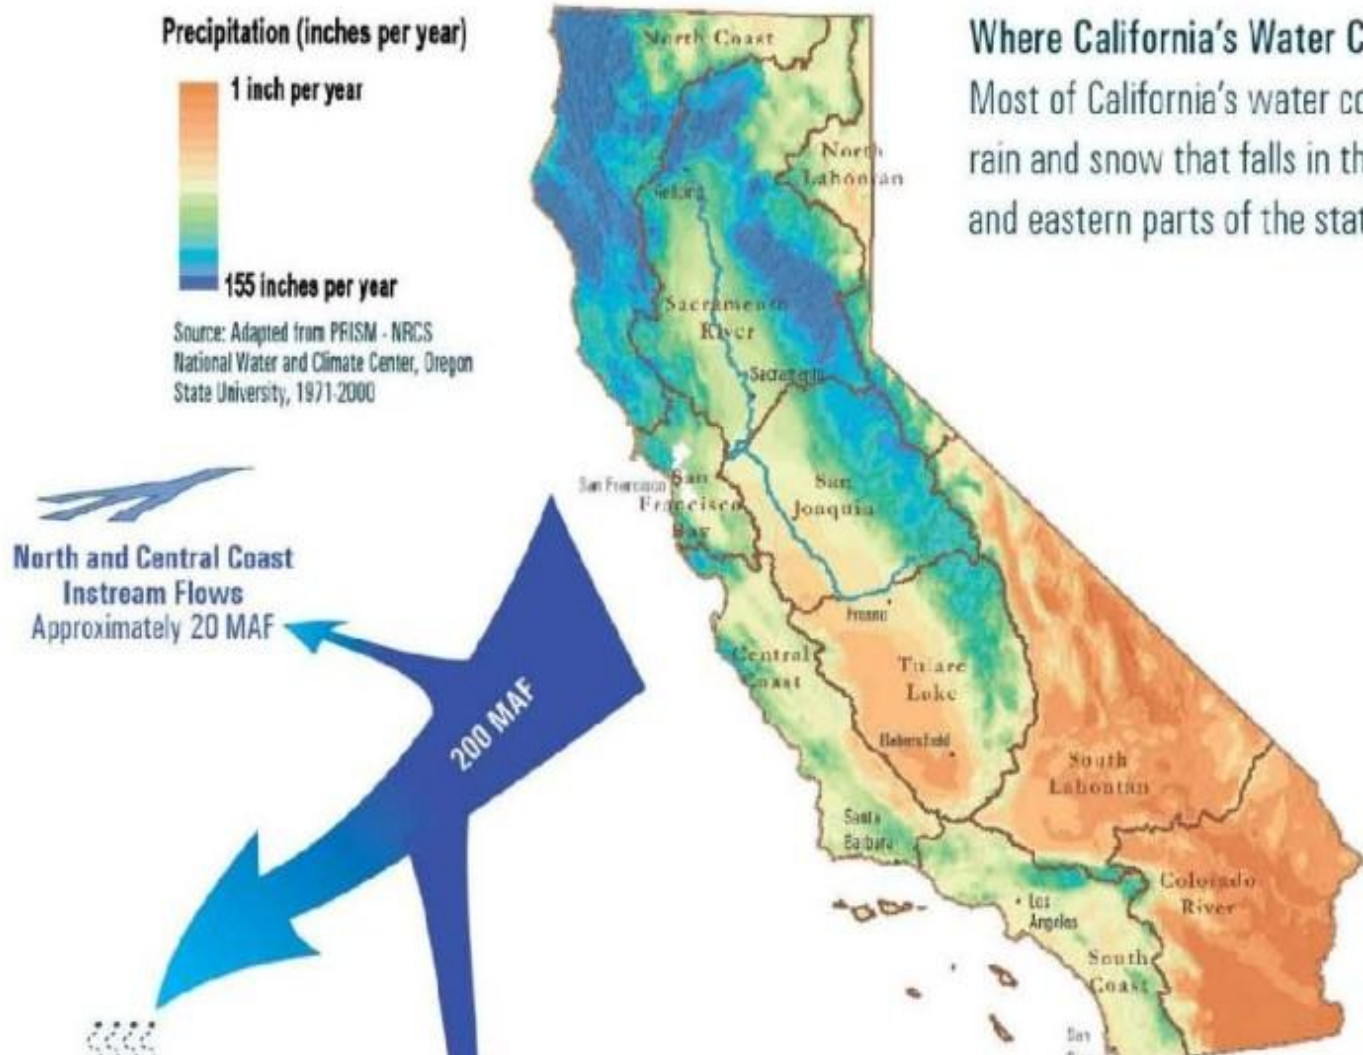 Precipitation (inches per year)
1 inch per year
155 inches per year
Source: Adapted from PRISM - NRCS
National Water and Climate Center, Oregon
State University, 1971-2000
Where California's Water C
Most of California's water co
rain and snow that falls in th
and eastern parts of the stat
North and Central Coast
Instream Flows
Approximately 20 MAF
200 MAF
North Coast
North
Lahontan
Redding
Sacramento
River
Sacramento
San Francisco
San
Francisco
Bay
San
Joaquin
Fresno
Central
Coast
Tulare
Lake
Bakersfield
South
Lahontan
Santa
Barbara
Los
Angeles
Colorado
River
South
Coast
San